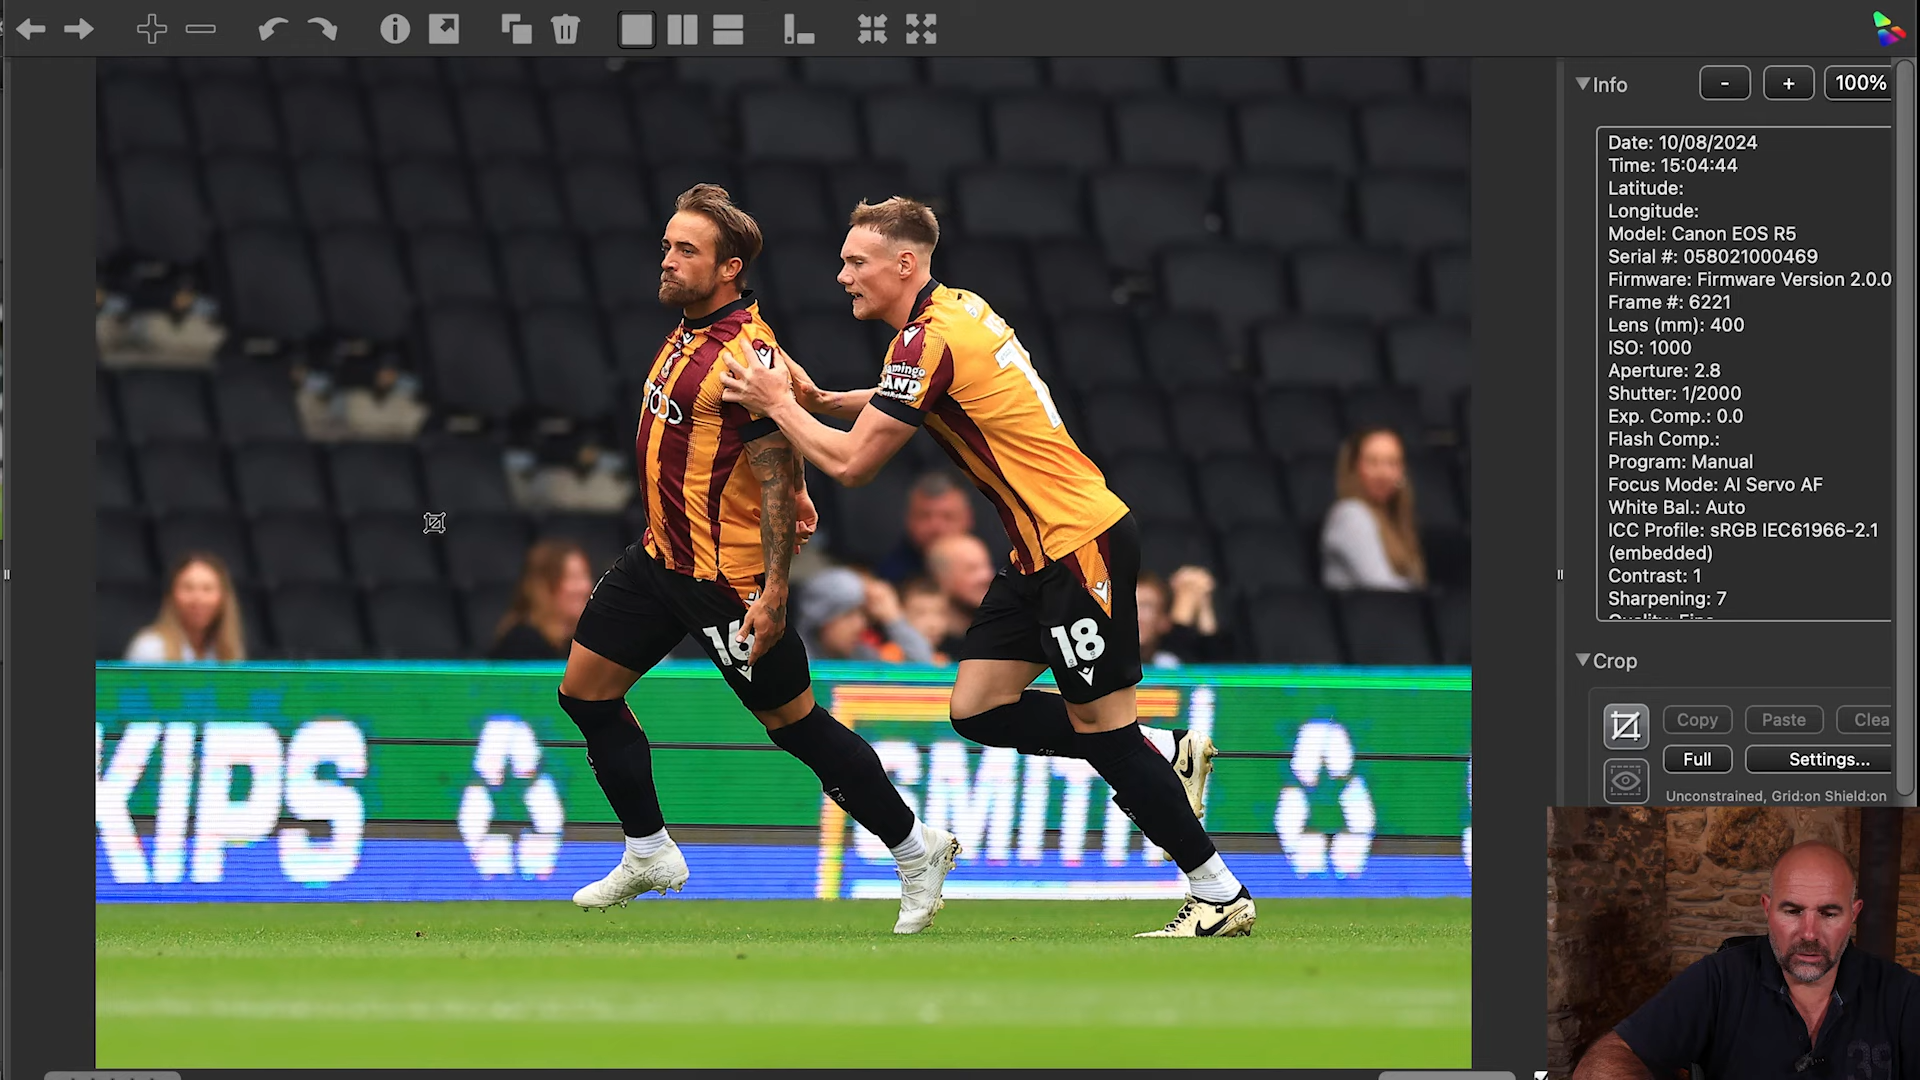 Info
-
+
100%
Date: 10/08/2024
Time: 15:04:44
Latitude:
Longitude:
Model: Canon EOS R5
Serial #: 058021000469
Firmware: Firmware Version 2.0.0
Frame #: 6221
Lens (mm): 400
ISO: 1000
Aperture: 2.8
Shutter: 1/2000
Exp. Comp.: 0.0
Flash Comp.:
Program: Manual
Focus Mode: AI Servo AF
White Bal.: Auto
ICC Profile: sRGB IEC61966-2.1
(embedded)
Contrast: 1
Sharpening: 7
Crop
Copy
Paste
Clea
Full
Settings...
Unconstrained, Grid:on Shield:on
16
18
KIPS
SMITH